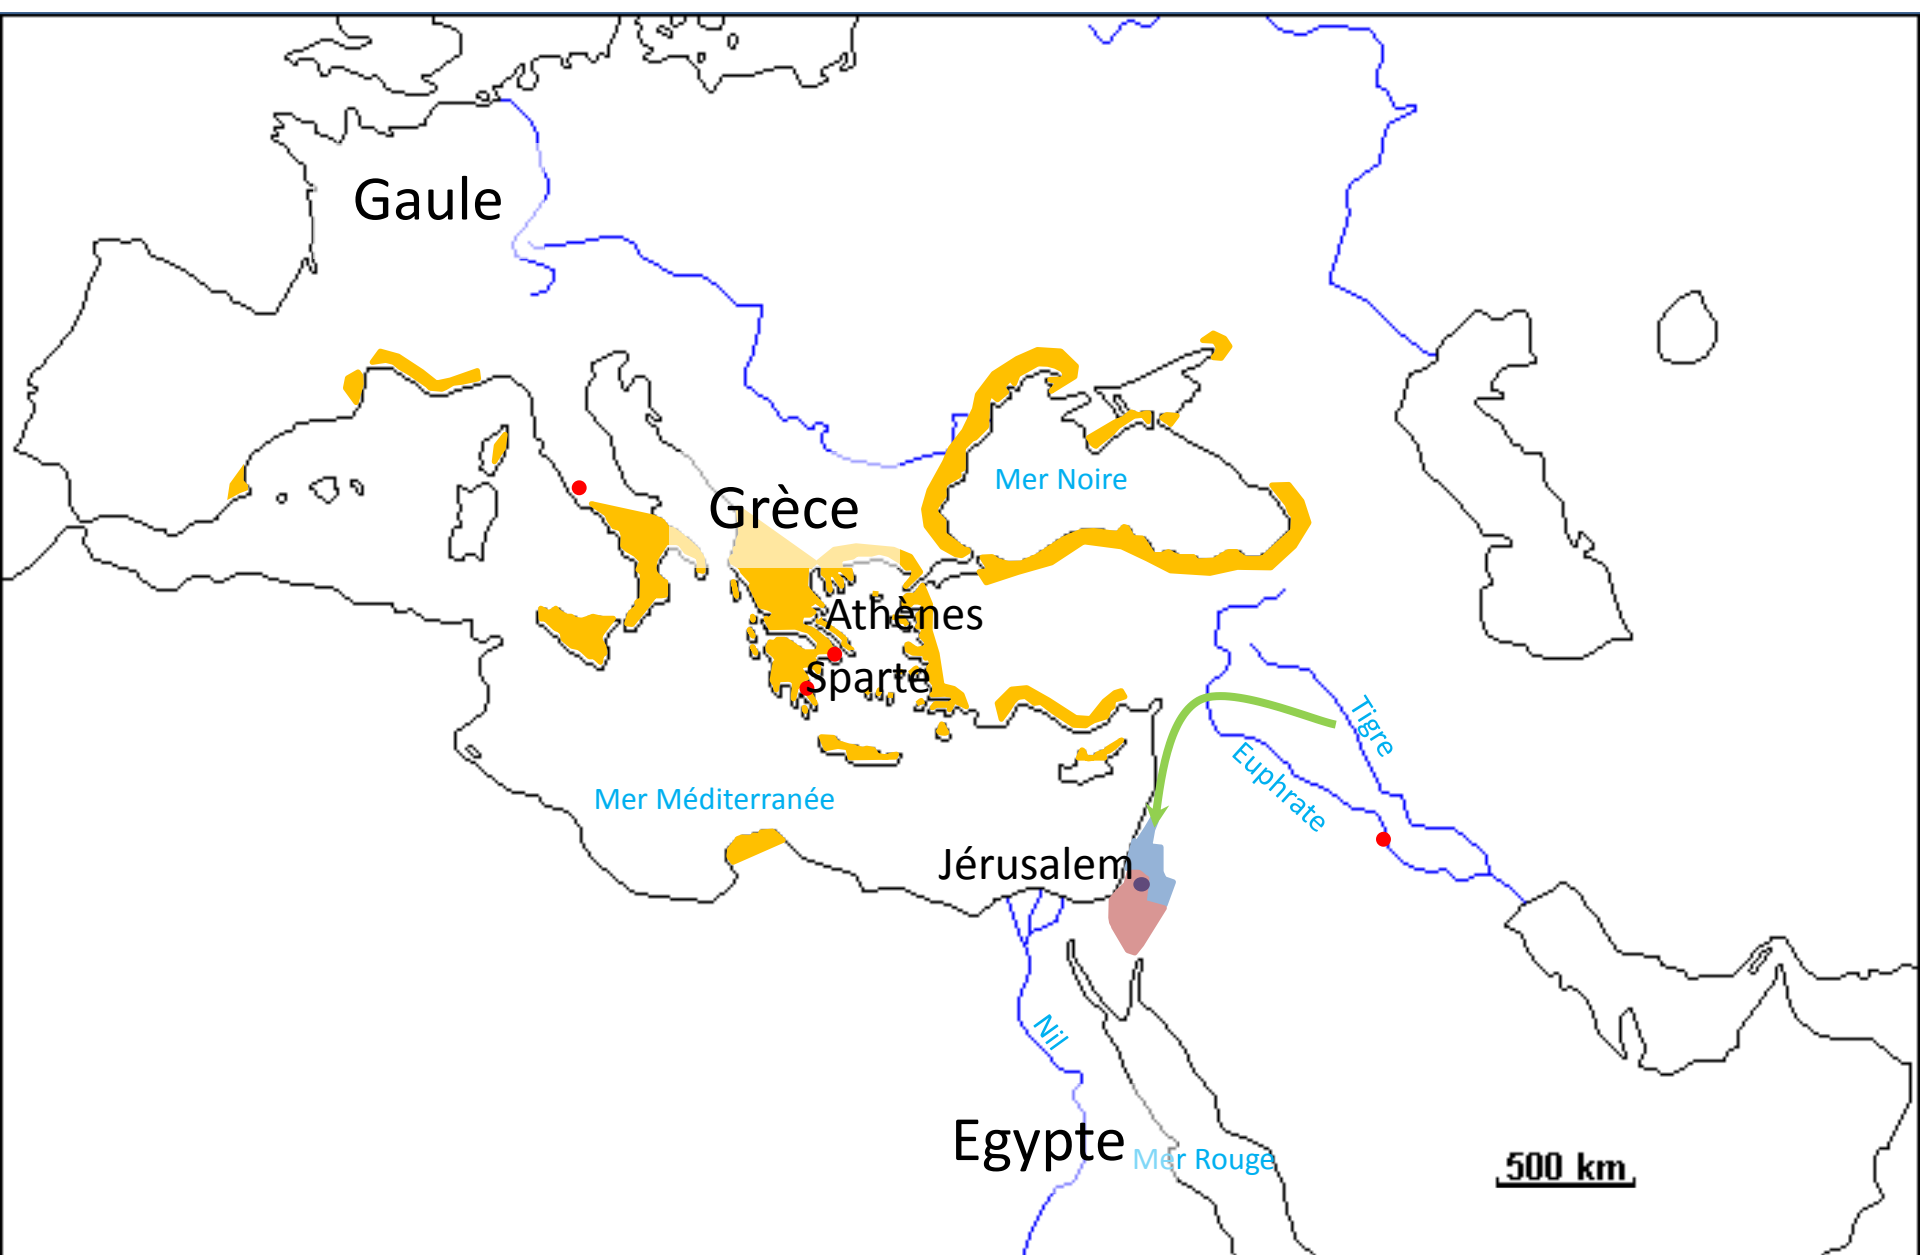 Gaule
Mer Noire
Grèce
Athènes
Sparte
Tigre
Euphrate
Mer Méditerranée
Jérusalem
Nil
Egypte
Mer Rouge
500 km